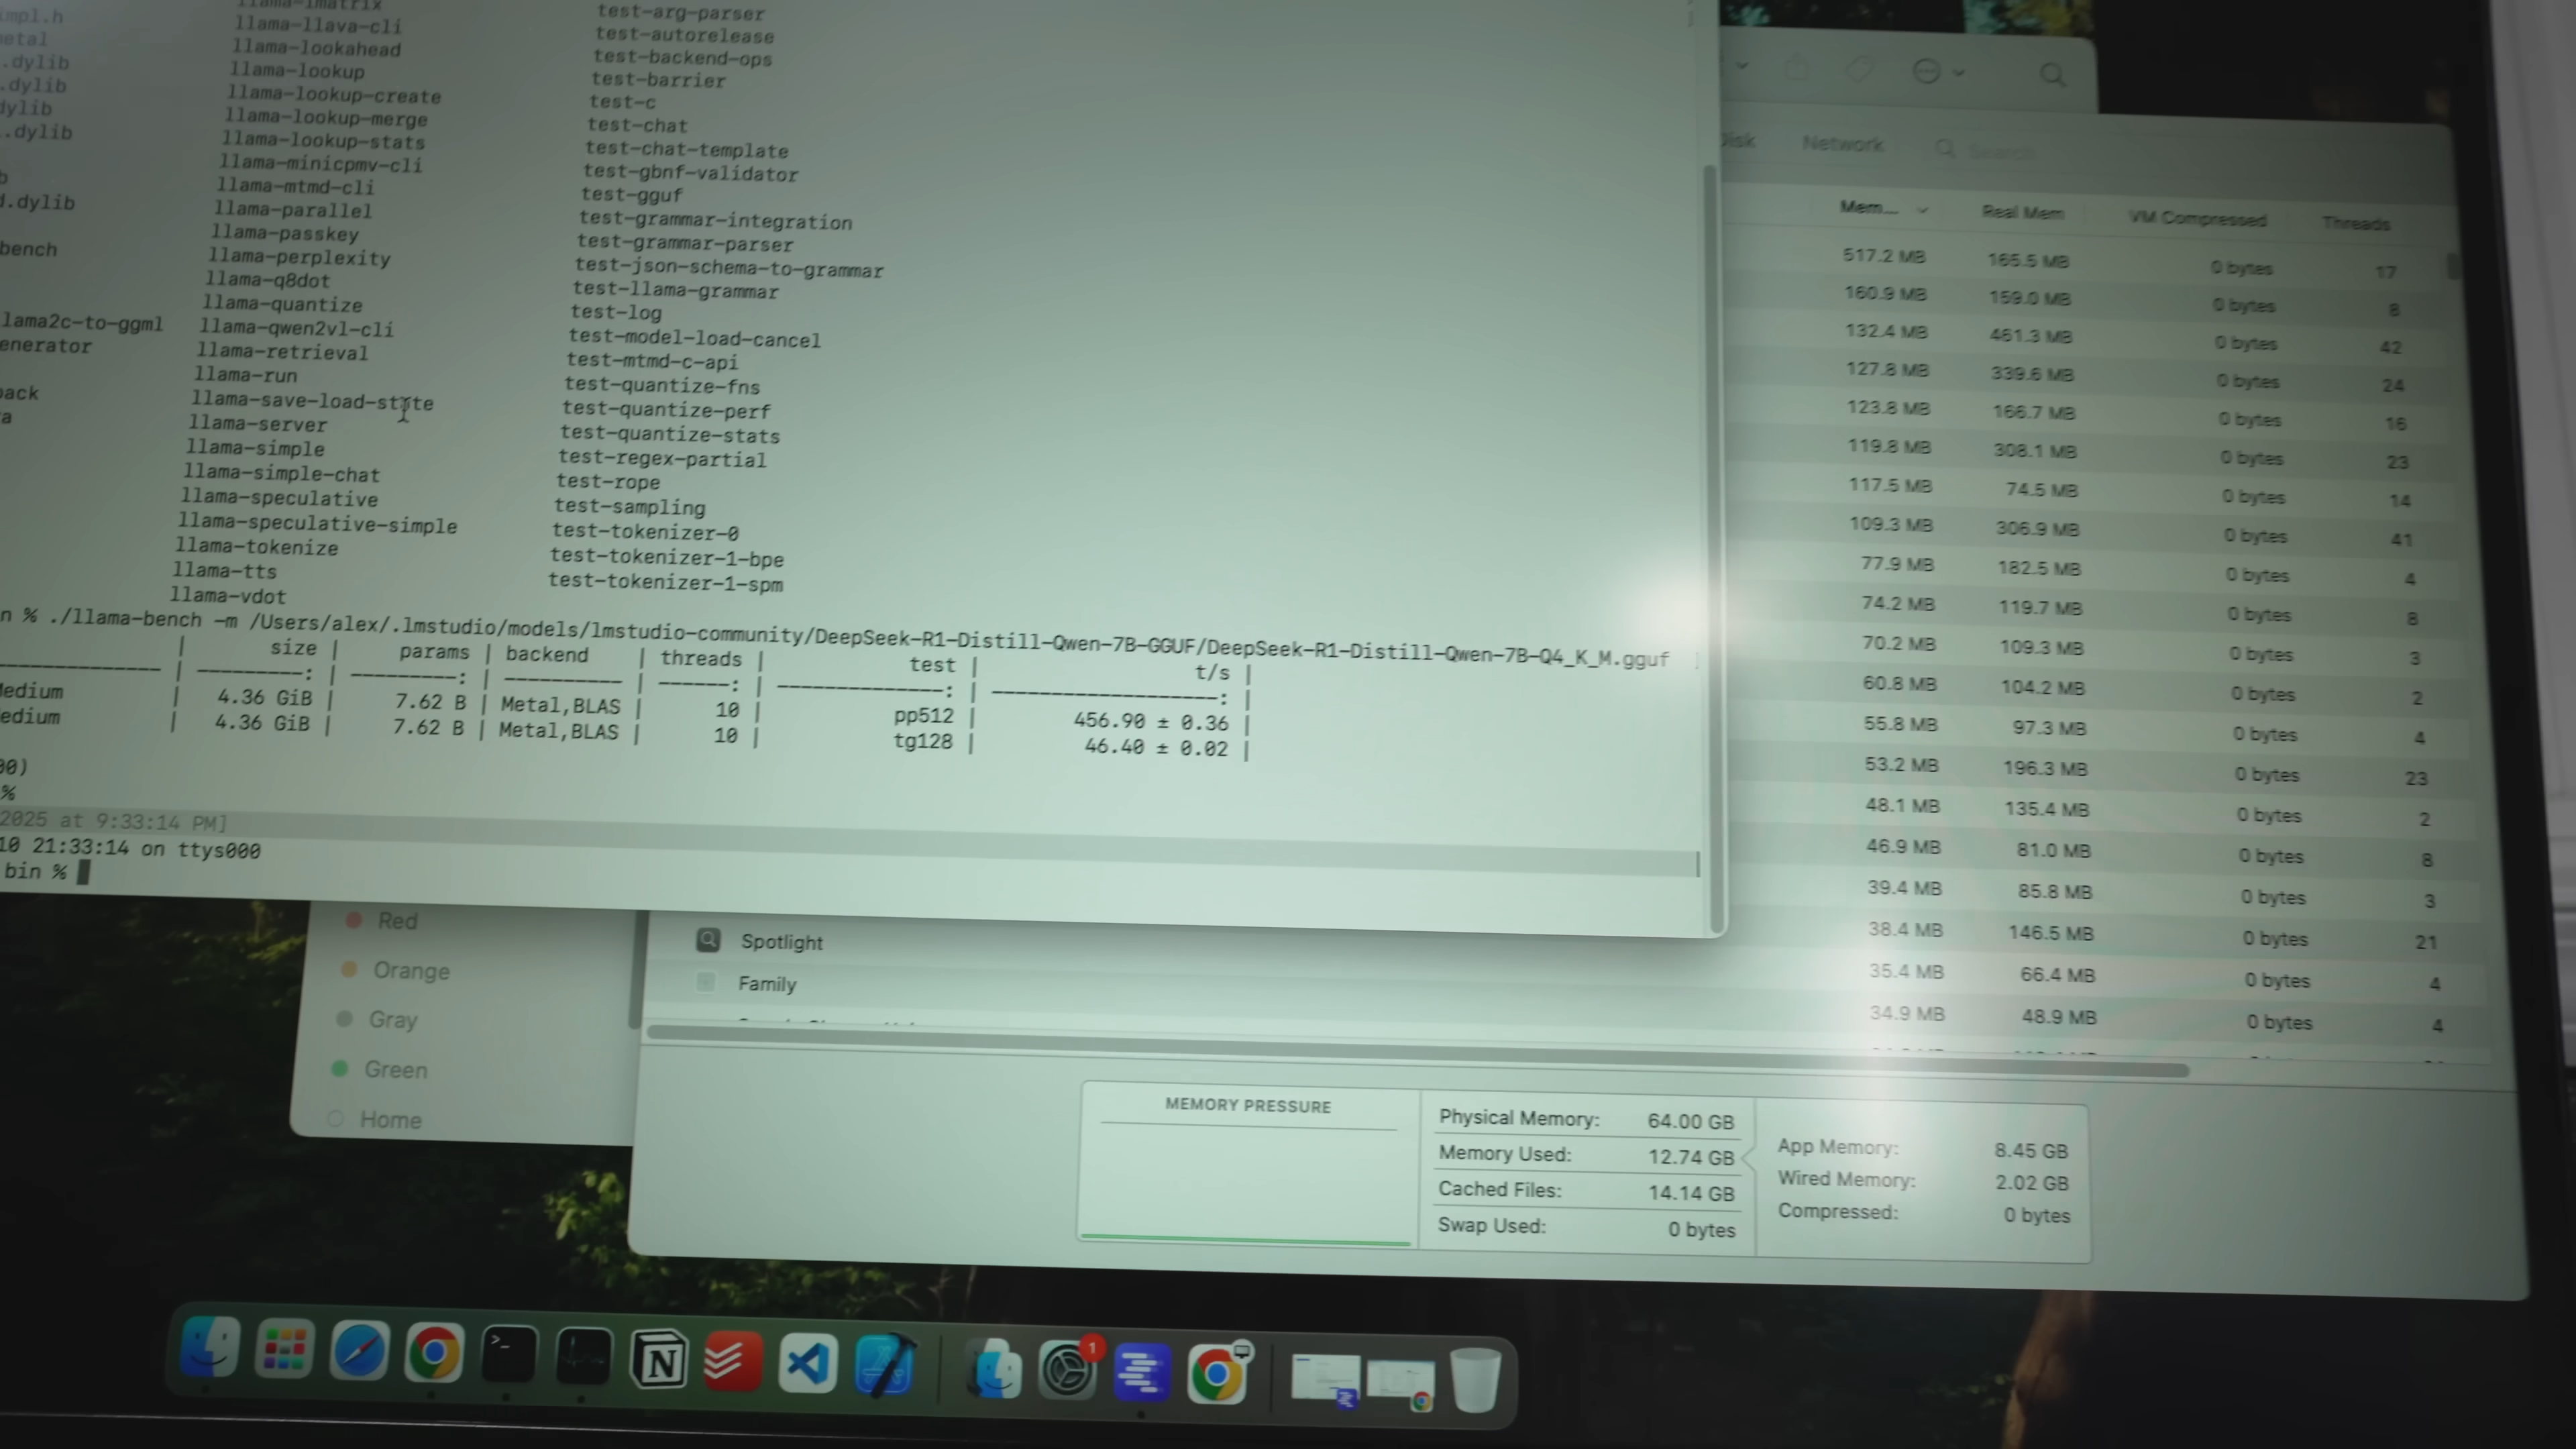 impl.h
metal
.dylib
.dylib
dylib
.dylib
b
d.dylib
bench
lama2c-to-ggml
enerator
back
a
llama-imatrix
llama-llava-cli
llama-lookahead
llama-lookup
llama-lookup-create
llama-lookup-merge
llama-lookup-stats
llama-minicpmv-cli
llama-mtmd-cli
llama-parallel
llama-passkey
llama-perplexity
llama-q8dot
llama-quantize
llama-qwen2vl-cli
llama-retrieval
llama-run
llama-save-load-state
llama-server
llama-simple
llama-simple-chat
llama-speculative
llama-speculative-simple
llama-tokenize
llama-tts
llama-vdot
test-arg-parser
test-autorelease
test-backend-ops
test-barrier
test-c
test-chat
test-chat-template
test-gbnf-validator
test-gguf
test-grammar-integration
test-grammar-parser
test-json-schema-to-grammar
test-llama-grammar
test-log
test-model-load-cancel
test-mtmd-c-api
test-quantize-fns
test-quantize-perf
test-quantize-stats
test-regex-partial
test-rope
test-sampling
test-tokenizer-0
test-tokenizer-1-bpe
test-tokenizer-1-spm
n % ./llama-bench -m /Users/alex/.lmstudio/models/lmstudio-community/DeepSeek-R1-Distill-Qwen-7B-GGUF/DeepSeek-R1-Distill-Qwen-7B-Q4_K_M.gguf
| size | params | backend | threads | test | t/s |
| ---------: | ---------: | ---------- | ------: | --------------: | -------------------: |
Medium | 4.36 GiB | 7.62 B | Metal,BLAS | 10 | pp512 | 456.90 ± 0.36 |
edium | 4.36 GiB | 7.62 B | Metal,BLAS | 10 | tg128 | 46.40 ± 0.02 |
00)
%
2025 at 9:33:14 PM]
10 21:33:14 on ttys000
bin %
Disk Network Search
Mem... Real Mem VM Compressed Threads
517.2 MB 165.5 MB 0 bytes 17
160.9 MB 159.0 MB 0 bytes 8
132.4 MB 461.3 MB 0 bytes 42
127.8 MB 339.6 MB 0 bytes 24
123.8 MB 166.7 MB 0 bytes 16
119.8 MB 308.1 MB 0 bytes 23
117.5 MB 74.5 MB 0 bytes 14
109.3 MB 306.9 MB 0 bytes 41
77.9 MB 182.5 MB 0 bytes 4
74.2 MB 119.7 MB 0 bytes 8
70.2 MB 109.3 MB 0 bytes 3
60.8 MB 104.2 MB 0 bytes 2
55.8 MB 97.3 MB 0 bytes 4
53.2 MB 196.3 MB 0 bytes 23
48.1 MB 135.4 MB 0 bytes 2
46.9 MB 81.0 MB 0 bytes 8
39.4 MB 85.8 MB 0 bytes 3
Spotlight 38.4 MB 146.5 MB 0 bytes 21
Family 35.4 MB 66.4 MB 0 bytes 4
34.9 MB 48.9 MB 0 bytes 4
Red
Orange
Gray
Green
Home
MEMORY PRESSURE
Physical Memory: 64.00 GB
Memory Used: 12.74 GB
Cached Files: 14.14 GB
Swap Used: 0 bytes
App Memory: 8.45 GB
Wired Memory: 2.02 GB
Compressed: 0 bytes
>_
N
1